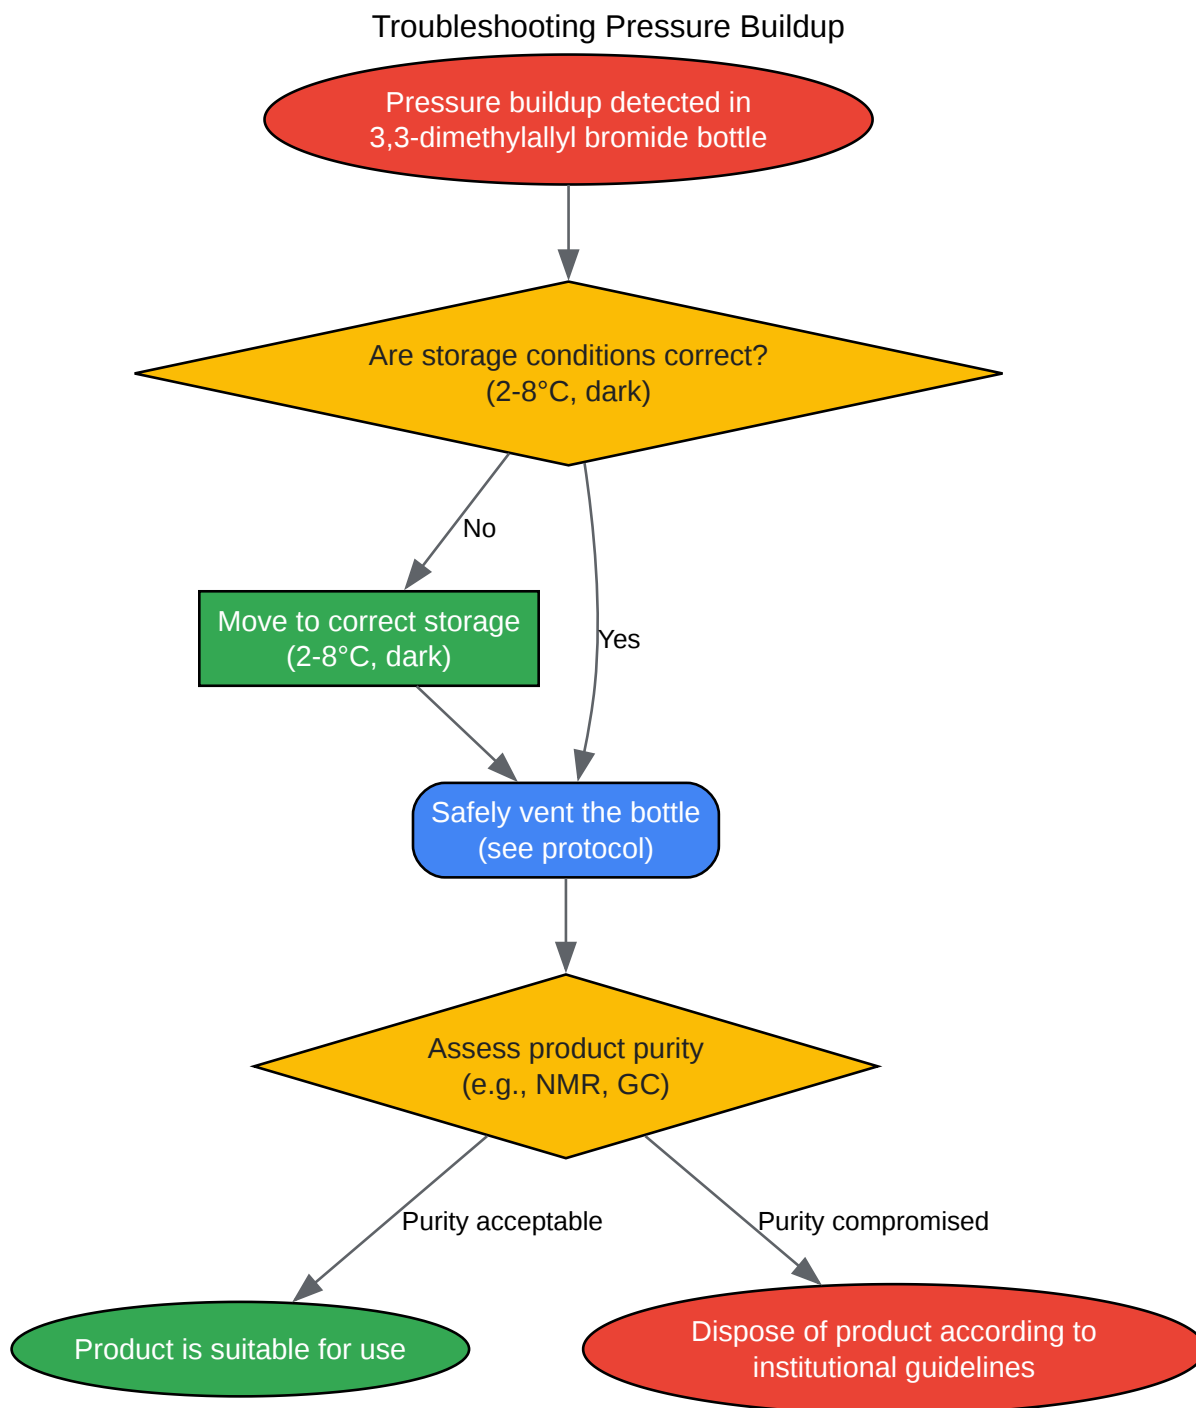 Troubleshooting Pressure Buildup
Pressure buildup detected in
3,3-dimethylallyl bromide bottle
Are storage conditions correct?
(2-8°C, dark)
No
Move to correct storage
(2-8°C, dark)
Yes
Safely vent the bottle
(see protocol)
Assess product purity
(e.g., NMR, GC)
Purity acceptable
Purity compromised
Product is suitable for use
Dispose of product according to
institutional guidelines